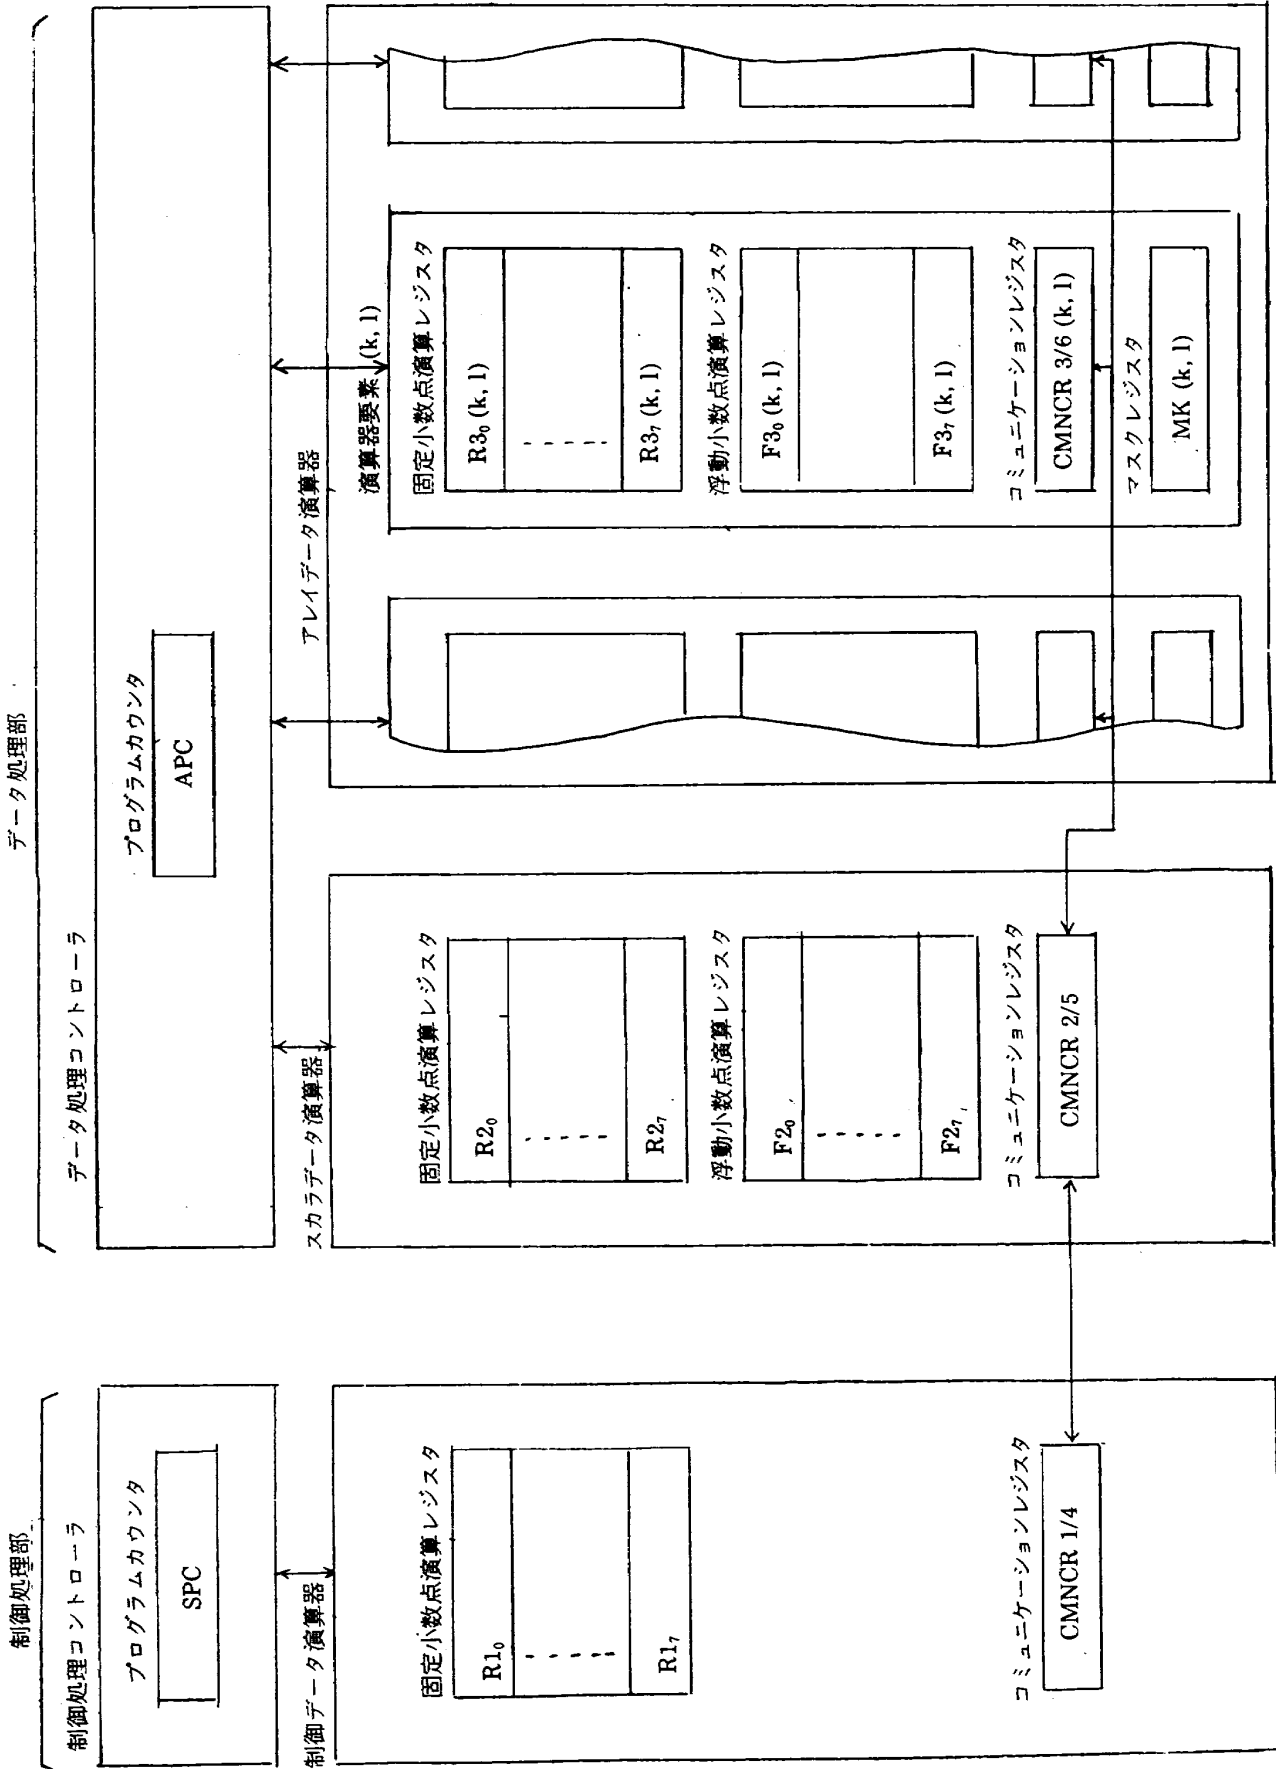 制御処理部
制御処理コントローラ
プログラムカウンタ
SPC
制御データ演算器
固定小数点演算レジスタ
R1₀
R1₇
コミュニケーションレジスタ
CMNCR 1/4
データ処理部
データ処理コントローラ
プログラムカウンタ
APC
スカラデータ演算器
固定小数点演算レジスタ
R2₀
R2₇
浮動小数点演算レジスタ
F2₀
F2₇
コミュニケーションレジスタ
CMNCR 2/5
アレイデータ演算器
演算器要素 (k, l)
固定小数点演算レジスタ
R3₀ (k, l)
R3₇ (k, l)
浮動小数点演算レジスタ
F3₀ (k, l)
F3₇ (k, l)
コミュニケーションレジスタ
CMNCR 3/6 (k, l)
マスクレジスタ
MK (k, l)